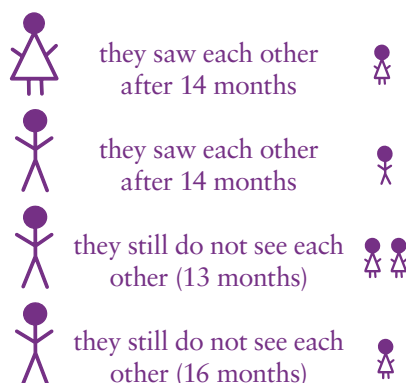 they saw each other
after 14 months
they saw each other
after 14 months
they still do not see each
other (13 months)
they still do not see each
other (16 months)